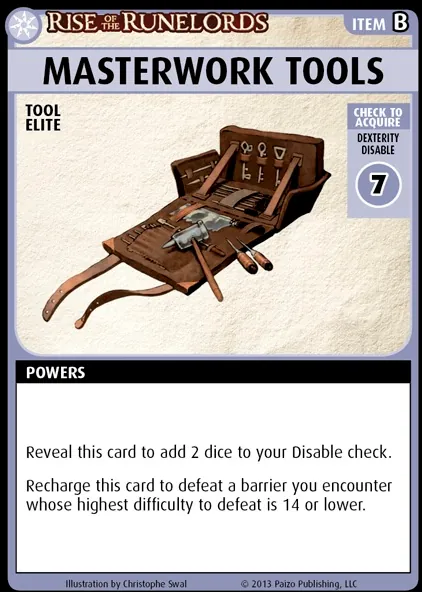 RISE OF THE RUNELORDS
ITEM B
MASTERWORK TOOLS
TOOL
ELITE
CHECK TO
ACQUIRE
DEXTERITY
DISABLE
7
POWERS
Reveal this card to add 2 dice to your Disable check.
Recharge this card to defeat a barrier you encounter
whose highest difficulty to defeat is 14 or lower.
Illustration by Christophe Swal
© 2013 Paizo Publishing, LLC